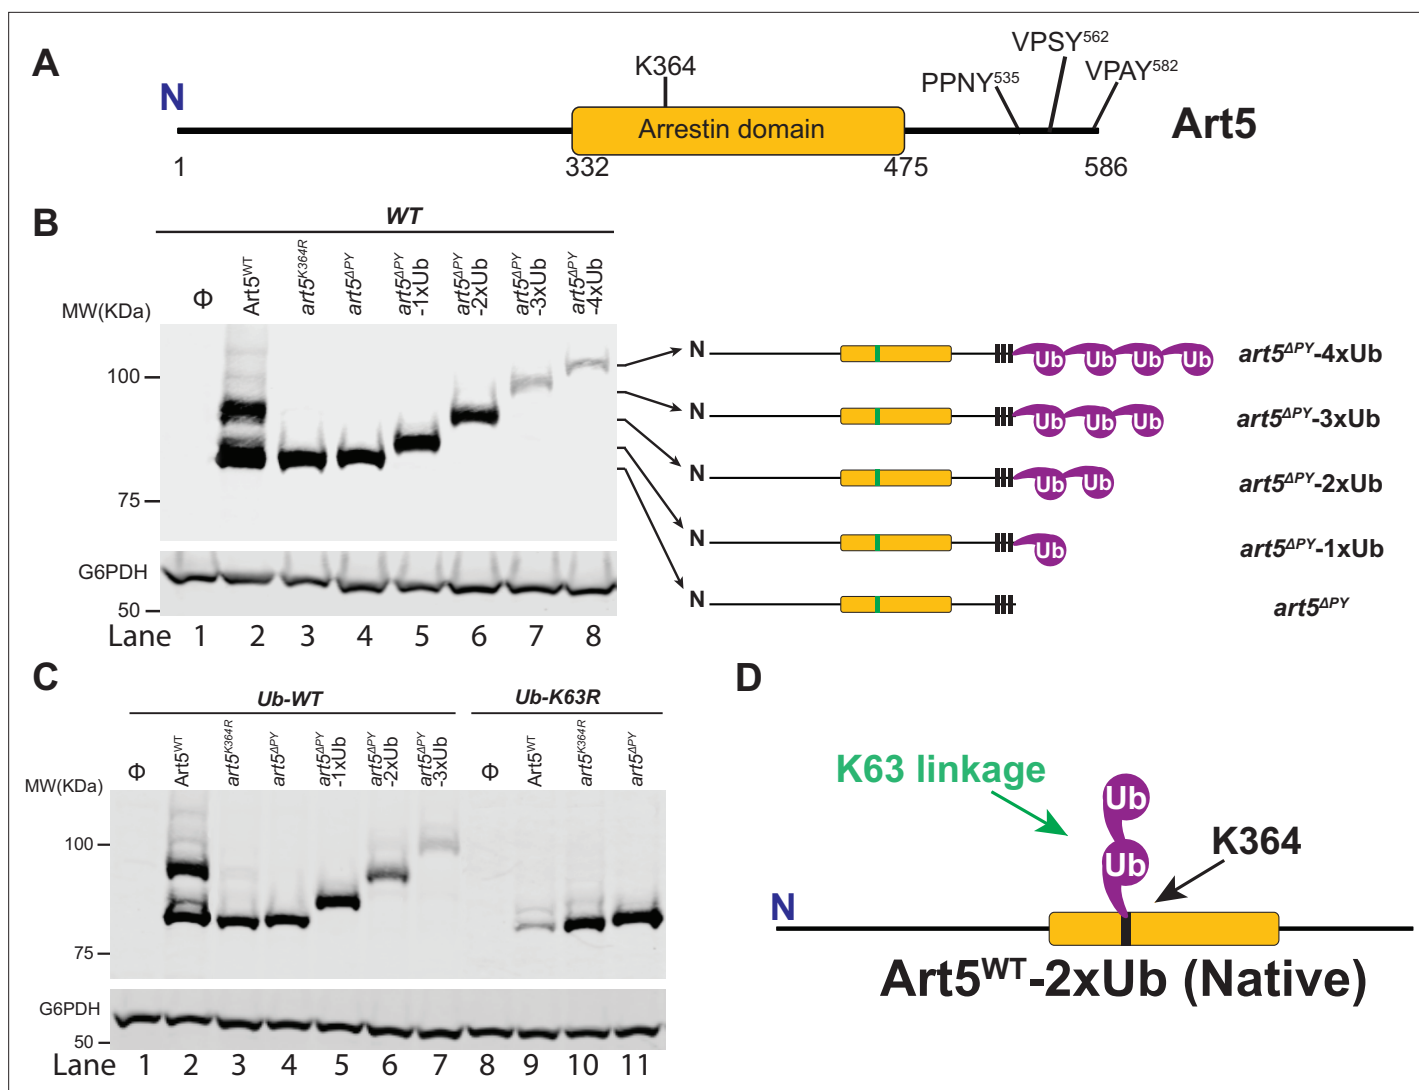 A
N
K364
PPNY535
VPSY562
VPAY582
Arrestin domain
Art5
1
332
475
586
B
WT
MW(KDa)
Φ
Art5WT
art5K364R
art5ΔPY
art5ΔPY
-1xUb
art5ΔPY
-2xUb
art5ΔPY
-3xUb
art5ΔPY
-4xUb
100
75
G6PDH
50
Lane 1 2 3 4 5 6 7 8
N Ub Ub Ub Ub art5ΔPY-4xUb
N Ub Ub Ub art5ΔPY-3xUb
N Ub Ub art5ΔPY-2xUb
N Ub art5ΔPY-1xUb
N art5ΔPY
C
Ub-WT
Ub-K63R
MW(KDa)
Φ
Art5WT
art5K364R
art5ΔPY
art5ΔPY
-1xUb
art5ΔPY
-2xUb
art5ΔPY
-3xUb
Φ
Art5WT
art5K364R
art5ΔPY
100
75
G6PDH
50
Lane 1 2 3 4 5 6 7 8 9 10 11
D
K63 linkage
Ub
Ub
K364
N
Art5WT-2xUb (Native)